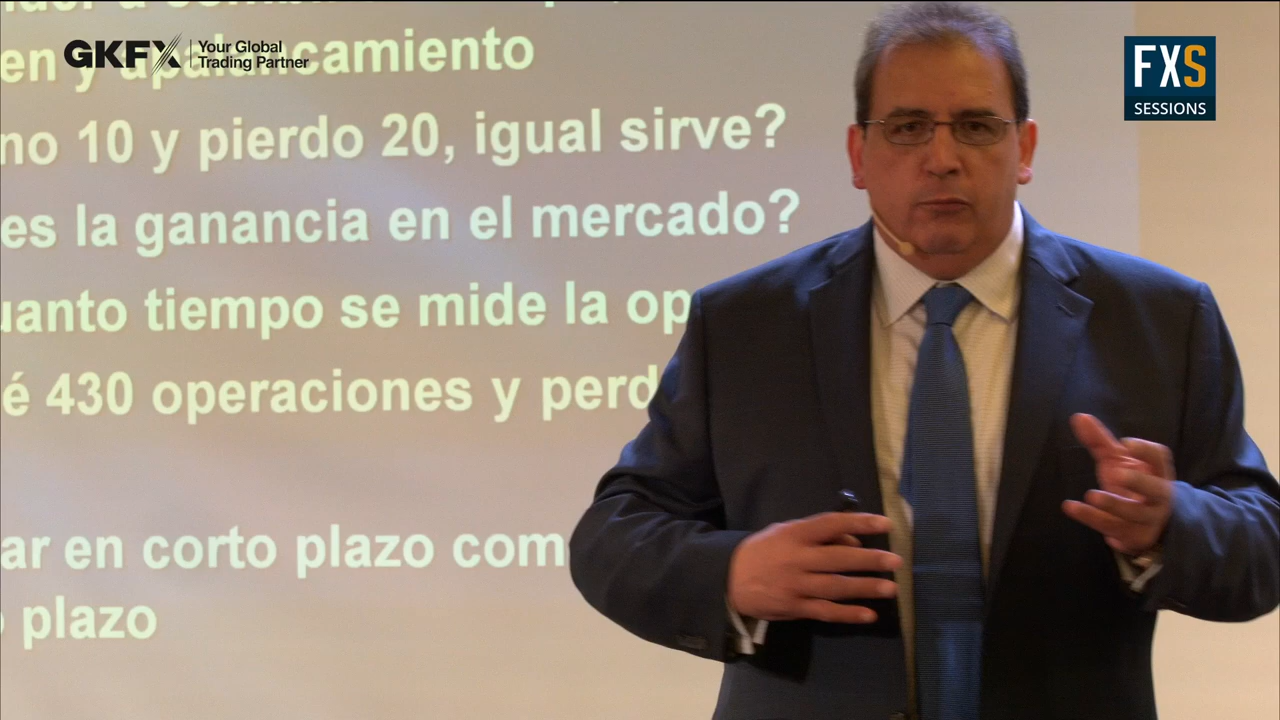 GKFX Your Global
Trading Partner
FXS
SESSIONS
en y apalancamiento
no 10 y pierdo 20, igual sirve?
es la ganancia en el mercado?
uanto tiempo se mide la op
é 430 operaciones y perd
ar en corto plazo com
plazo